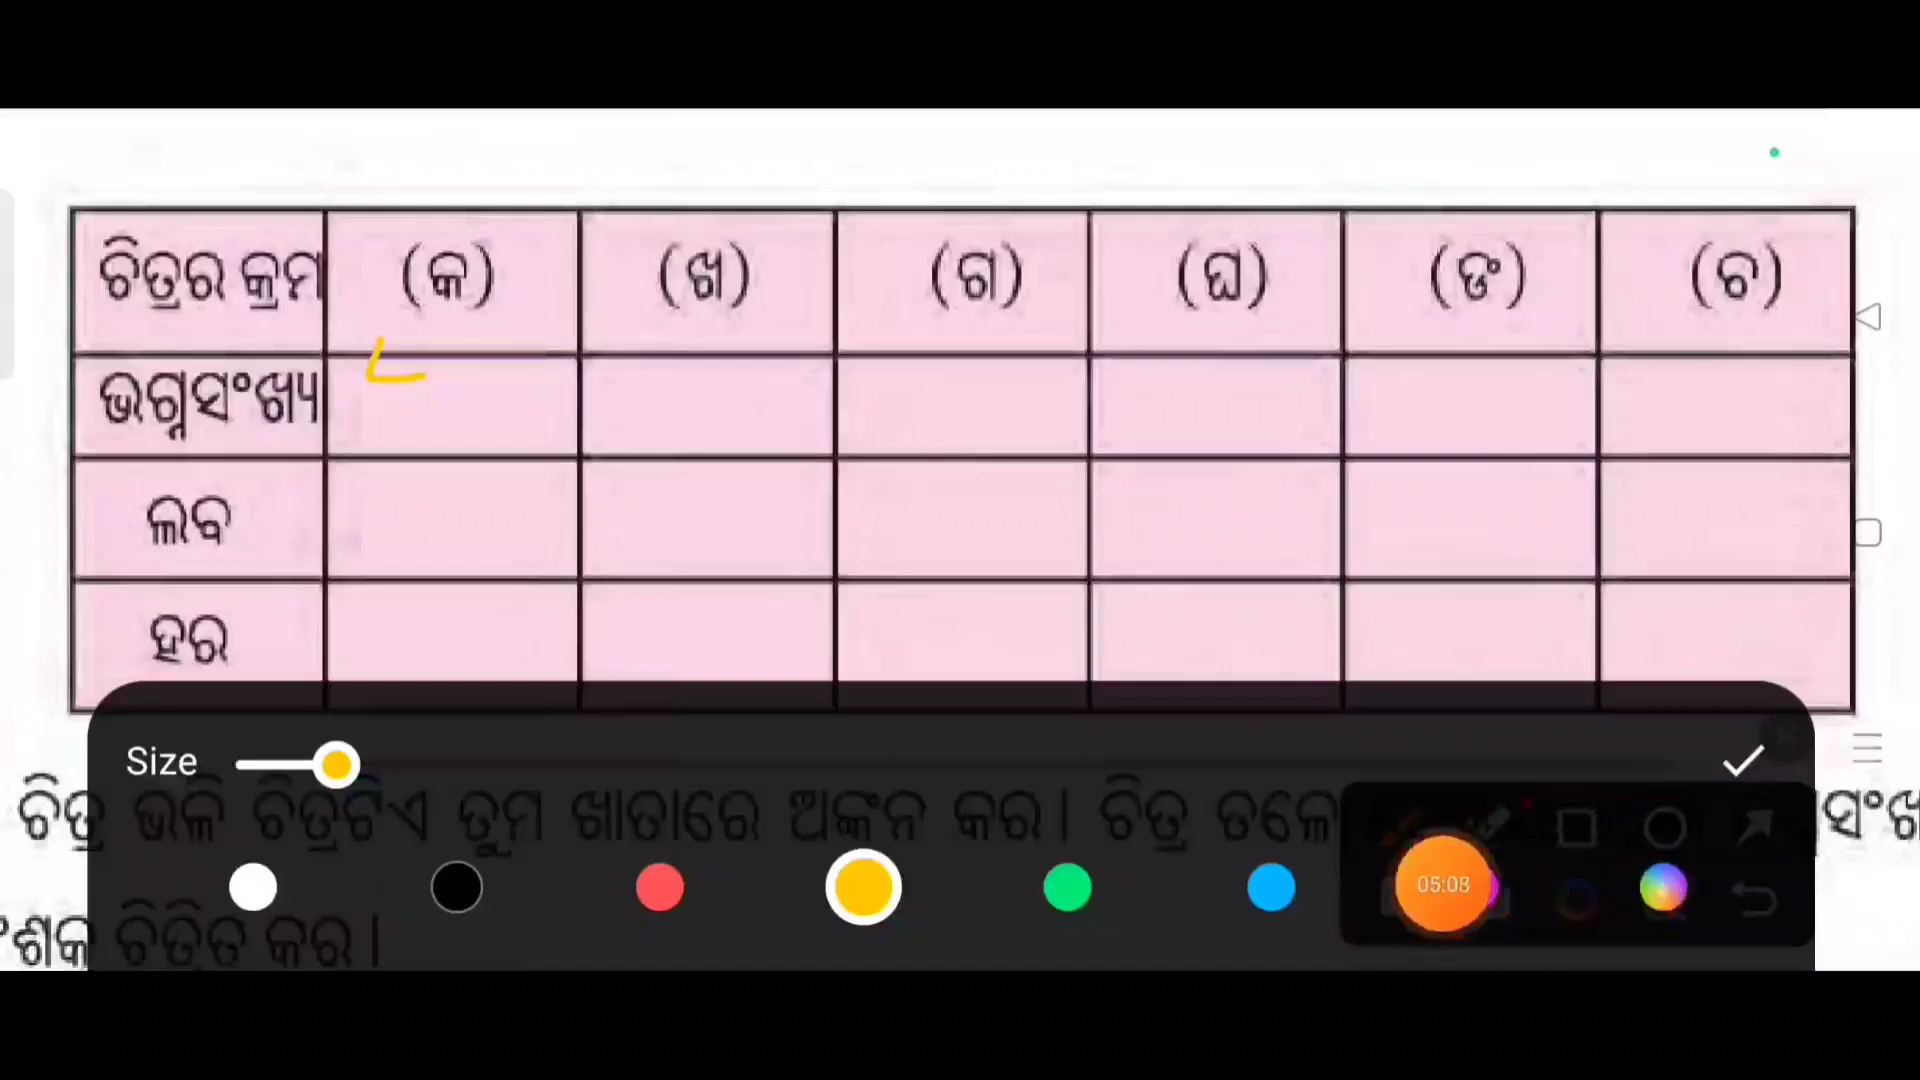 ଚିତ୍ରର କ୍ରମ (କ) (ଖ) (ଗ) (ଘ) (ଙ) (ଚ)
ଭଗ୍ନସଂଖ୍ୟ
ଲବ
ହର
Size
ଚିତ୍ର ଭଳି ଚିତ୍ରଟିଏ ତୁମ ଖାତାରେ ଅଙ୍କନ କର। ଚିତ୍ର ତଳେ
05:08
ଚିତ୍ରିତ କର।